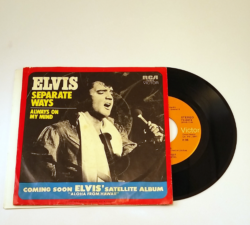 ELVIS
SEPARATE
WAYS
ALWAYS ON
MY MIND
RCA
COMING SOON ELVIS' SATELLITE ALBUM
"ALOHA FROM HAWAII"
Victor